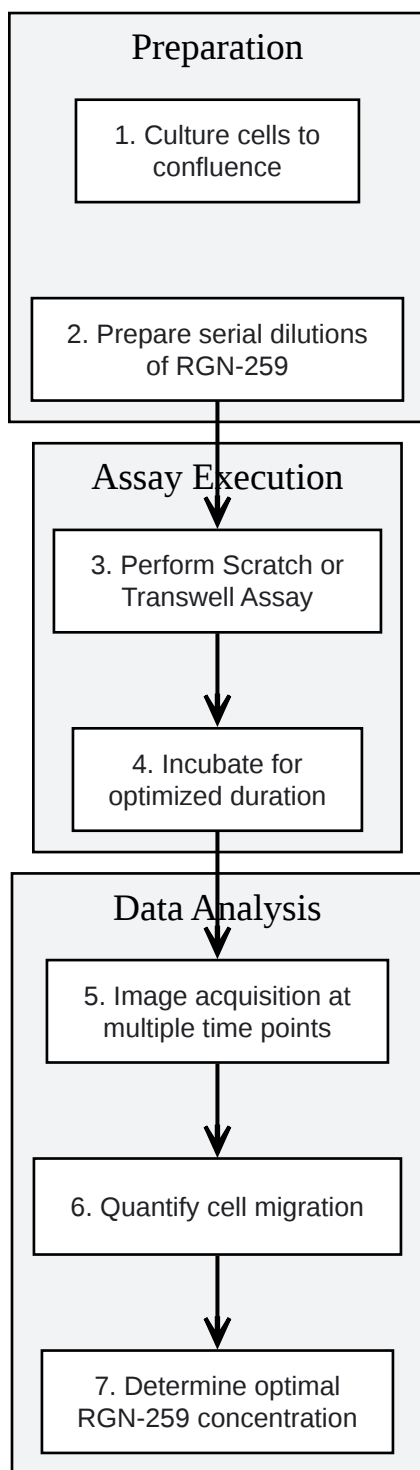 Preparation
1. Culture cells to
confluence
2. Prepare serial dilutions
of RGN-259
Assay Execution
3. Perform Scratch or
Transwell Assay
4. Incubate for
optimized duration
Data Analysis
5. Image acquisition at
multiple time points
6. Quantify cell migration
7. Determine optimal
RGN-259 concentration